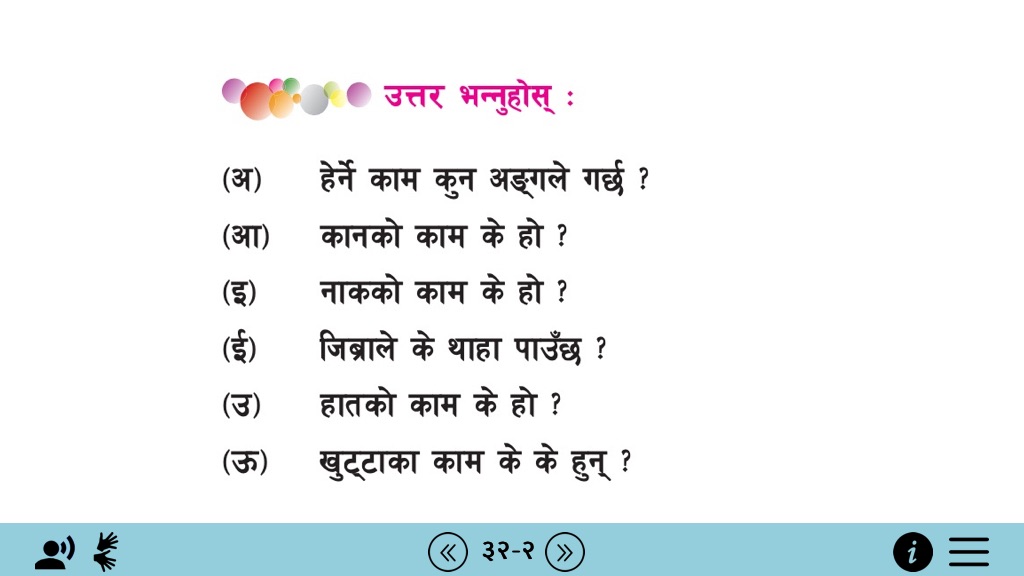 उत्तर भन्नुहोस् :
(अ) हेर्ने काम कुन अङ्गले गर्छ ?
(आ) कानको काम के हो ?
(इ) नाकको काम के हो ?
(ई) जिब्राले के थाहा पाउँछ ?
(उ) हातको काम के हो ?
(ऊ) खुट्टाका काम के के हुन् ?
३२-२